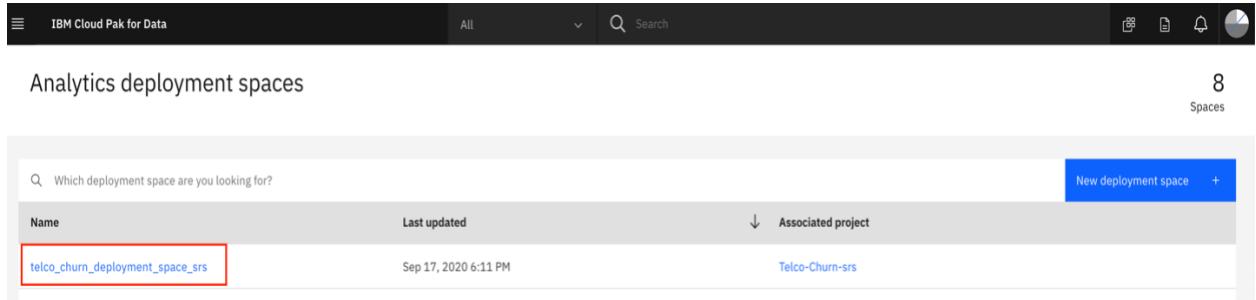 IBM Cloud Pak for Data All Search
Analytics deployment spaces
8
Spaces
Which deployment space are you looking for? New deployment space +
Name Last updated Associated project
telco_churn_deployment_space_srs Sep 17, 2020 6:11 PM Telco-Churn-srs